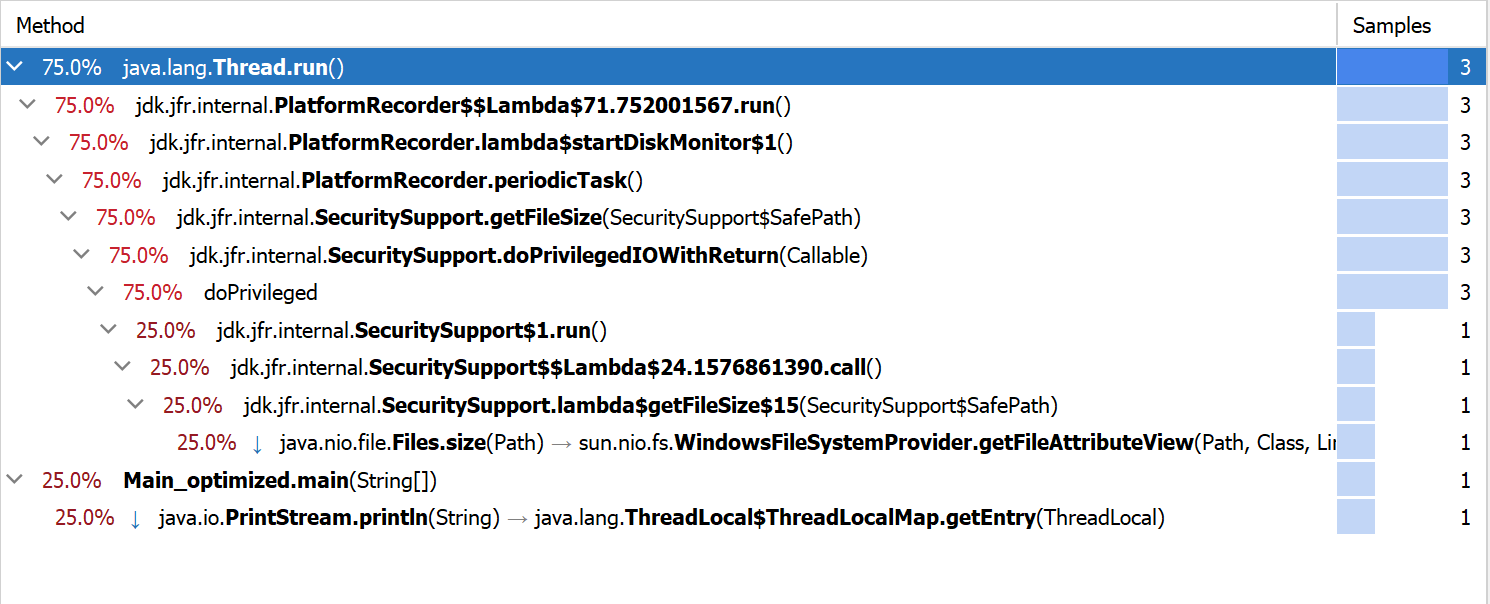 Method Samples
75.0% java.lang.Thread.run() 3
75.0% jdk.jfr.internal.PlatformRecorder$$Lambda$71.752001567.run() 3
75.0% jdk.jfr.internal.PlatformRecorder.lambda$startDiskMonitor$1() 3
75.0% jdk.jfr.internal.PlatformRecorder.periodicTask() 3
75.0% jdk.jfr.internal.SecuritySupport.getFileSize(SecuritySupport$SafePath) 3
75.0% jdk.jfr.internal.SecuritySupport.doPrivilegedIOWithReturn(Callable) 3
75.0% doPrivileged 3
25.0% jdk.jfr.internal.SecuritySupport$1.run() 1
25.0% jdk.jfr.internal.SecuritySupport$$Lambda$24.1576861390.call() 1
25.0% jdk.jfr.internal.SecuritySupport.lambda$getFileSize$15(SecuritySupport$SafePath) 1
25.0% ↓ java.nio.file.Files.size(Path) → sun.nio.fs.WindowsFileSystemProvider.getFileAttributeView(Path, Class, Lin 1
25.0% Main_optimized.main(String[]) 1
25.0% ↓ java.io.PrintStream.println(String) → java.lang.ThreadLocal$ThreadLocalMap.getEntry(ThreadLocal) 1